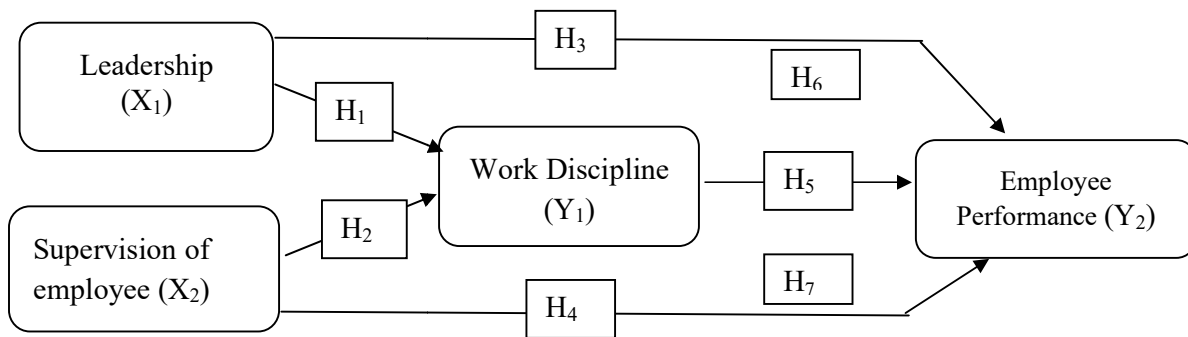 H₃
Leadership
(X₁)
H₆
H₁
Work Discipline
(Y₁)
H₅
Employee
Performance (Y₂)
H₂
Supervision of
employee (X₂)
H₇
H₄